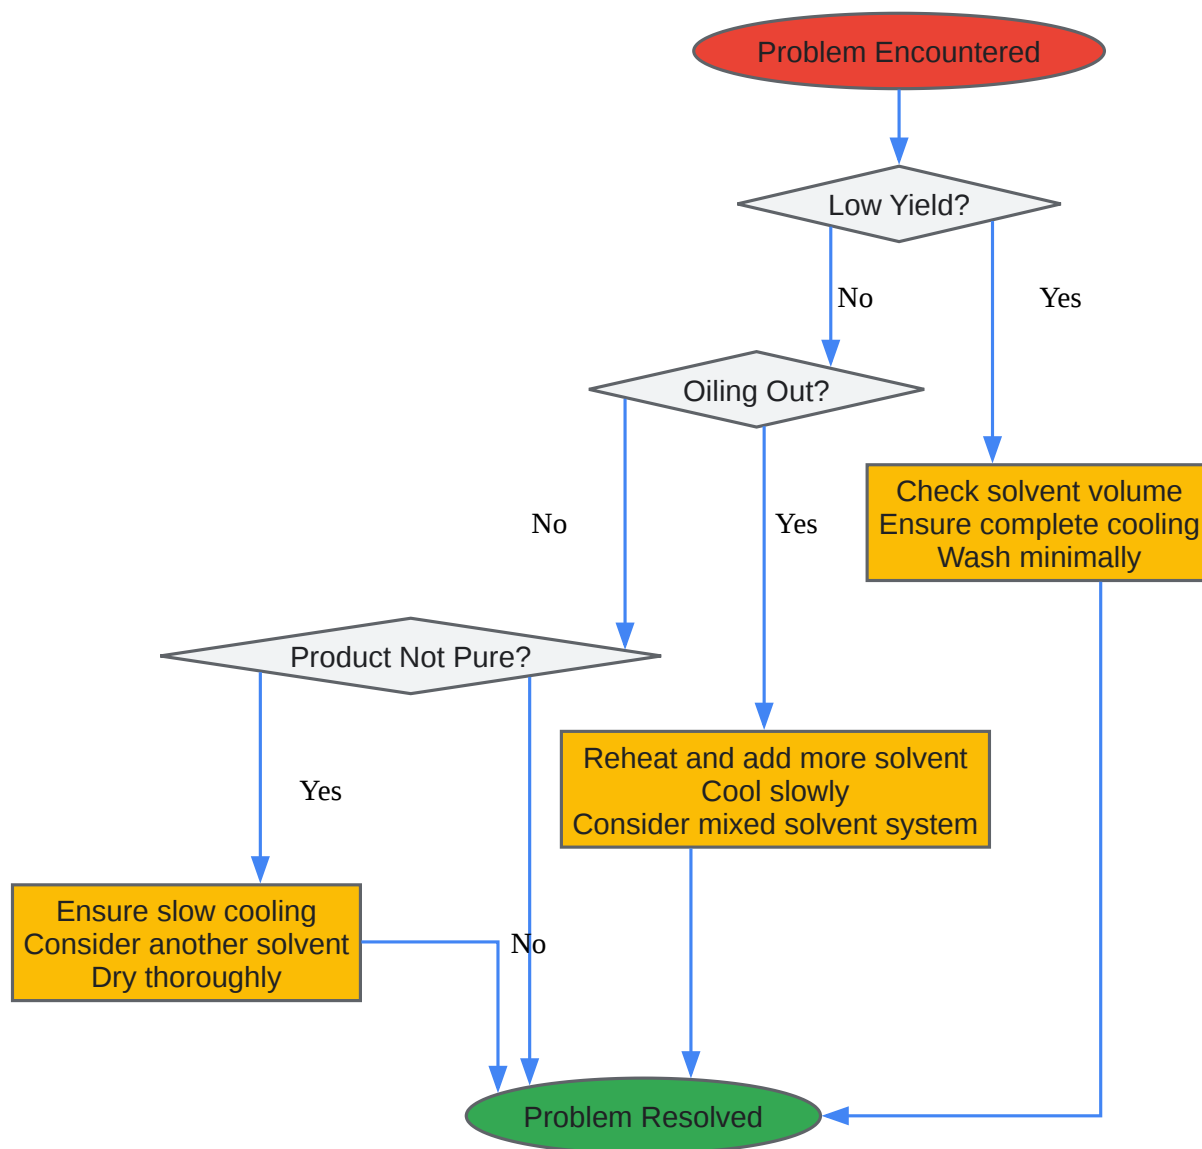 Problem Encountered
Low Yield?
No
Yes
Oiling Out?
Check solvent volume
Ensure complete cooling
Wash minimally
No
Yes
Product Not Pure?
Reheat and add more solvent
Cool slowly
Consider mixed solvent system
Yes
Ensure slow cooling
Consider another solvent
Dry thoroughly
No
Problem Resolved